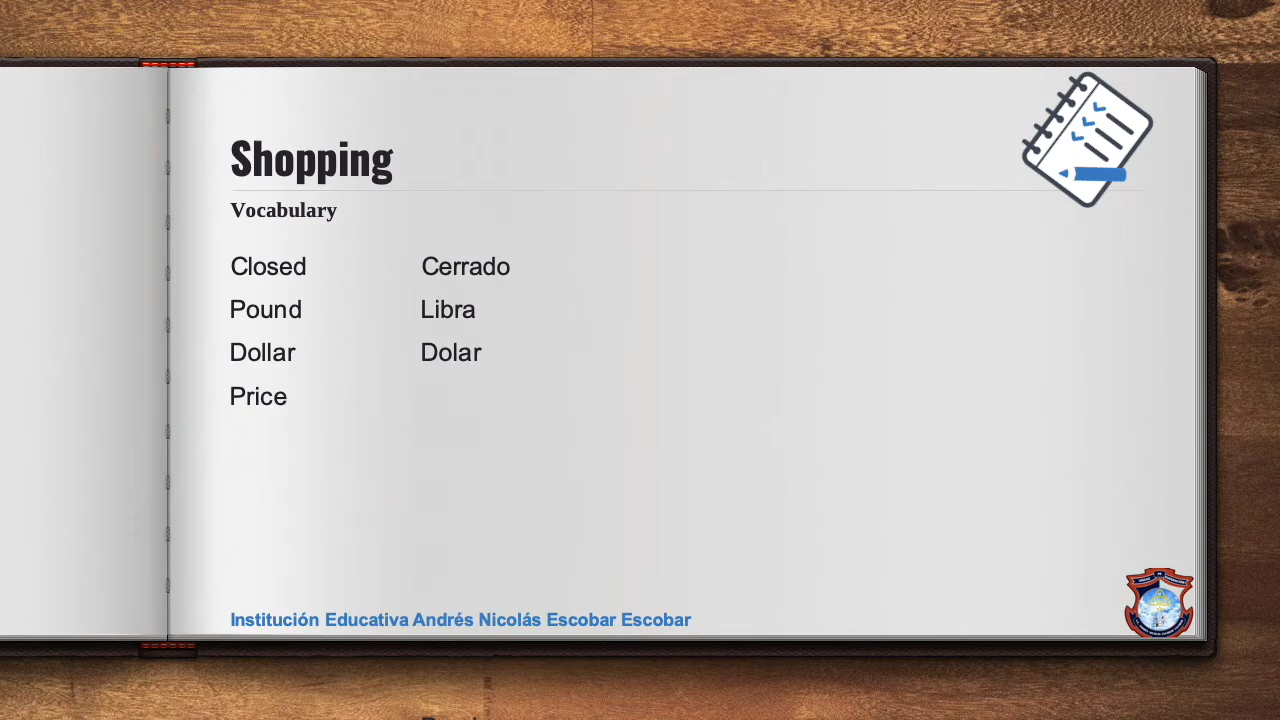 Shopping
Vocabulary
Closed Cerrado
Pound Libra
Dollar Dolar
Price
Institución Educativa Andrés Nicolás Escobar Escobar